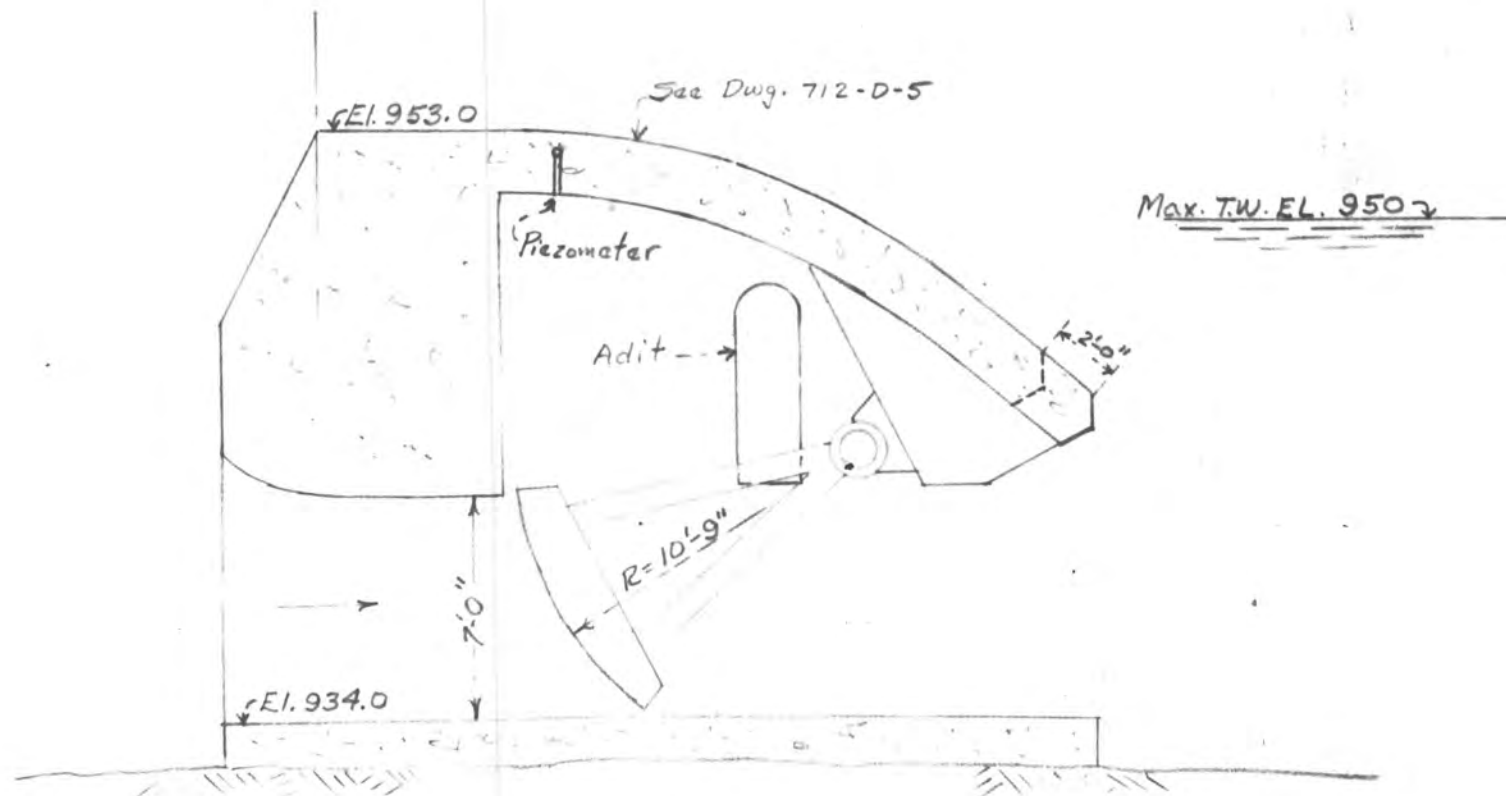 See Dwg. 712-D-5
El. 953.0
Max. T.W. EL. 950
Piezometer
Adit
2'-0"
R=10'-9"
7'-0"
El. 934.0